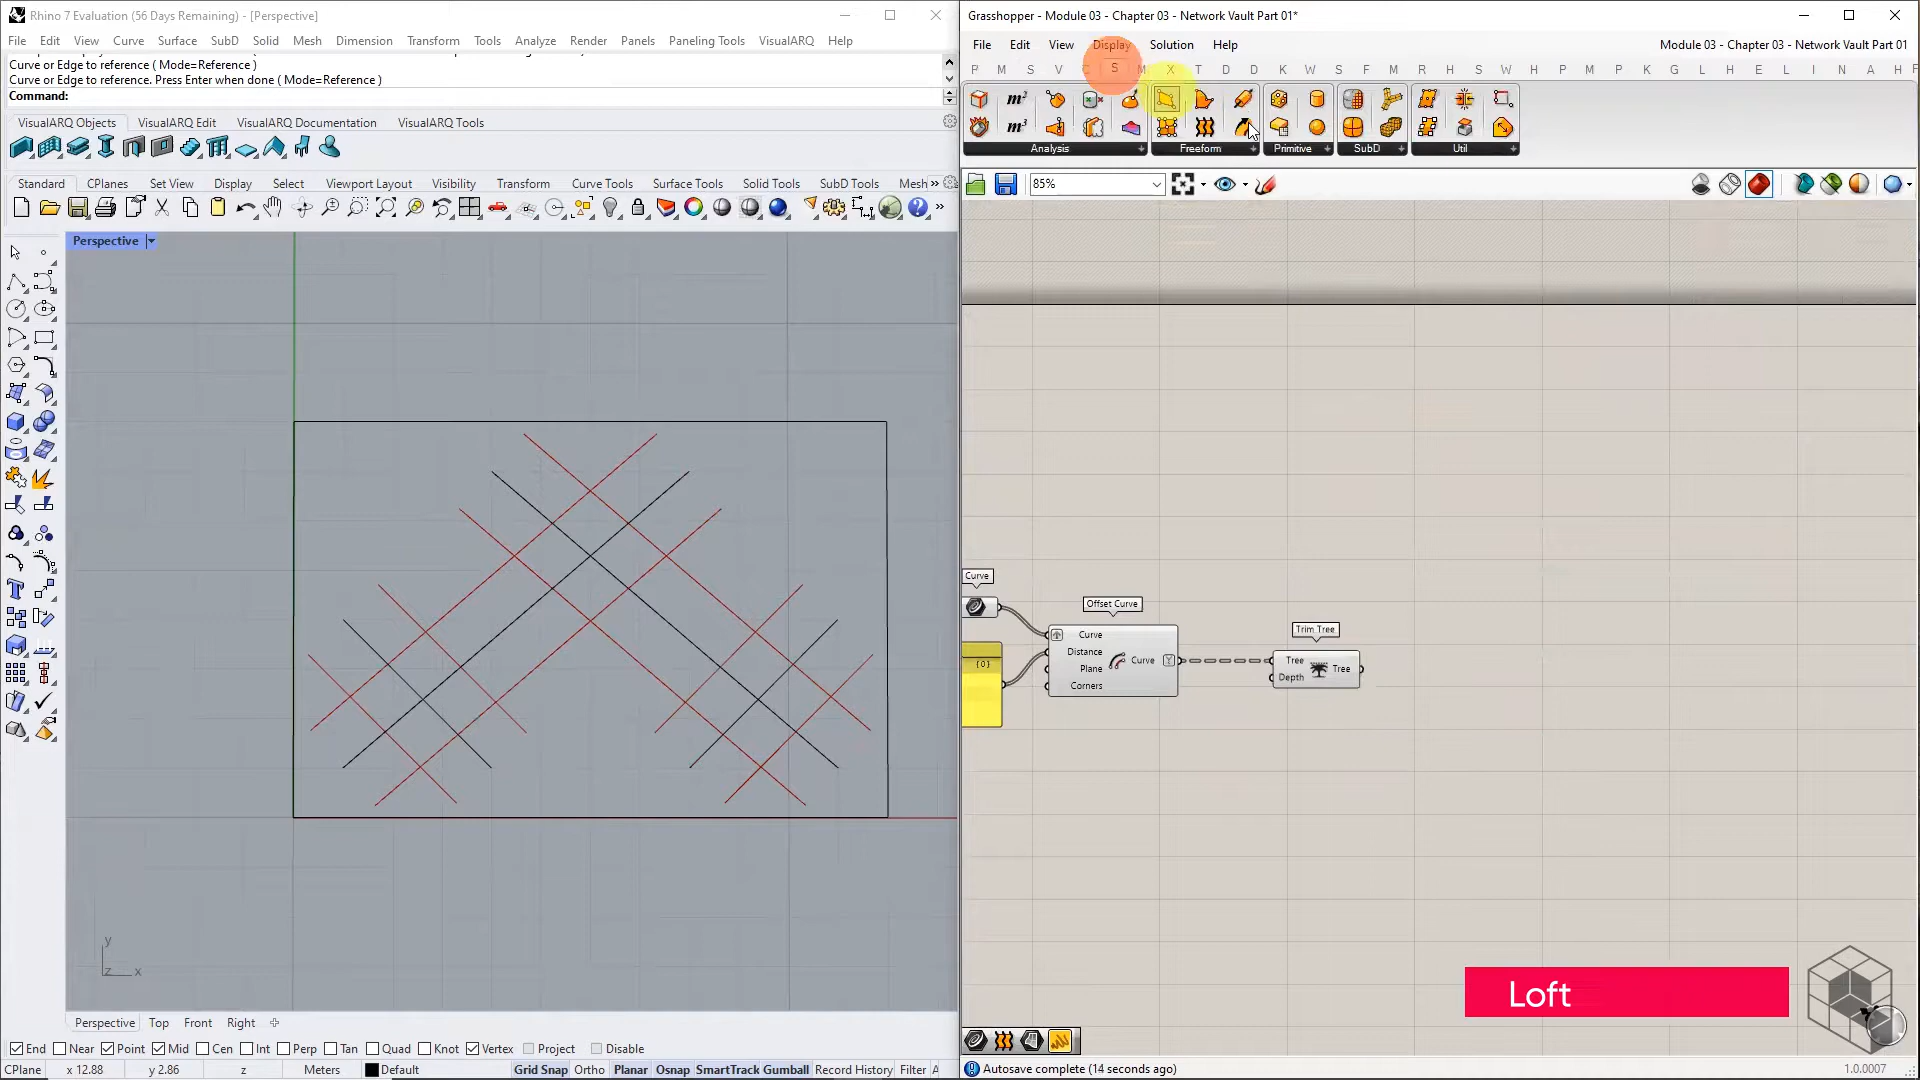 Rhino 7 Evaluation (56 Days Remaining) - [Perspective]
File Edit View Curve Surface SubD Solid Mesh Dimension Transform Tools Analyze Render Panels Paneling Tools VisualARQ Help
Curve or Edge to reference ( Mode=Reference )
Curve or Edge to reference. Press Enter when done ( Mode=Reference )
Command:
VisualARQ Objects VisualARQ Edit VisualARQ Documentation VisualARQ Tools
Standard CPlanes Set View Display Select Viewport Layout Visibility Transform Curve Tools Surface Tools Solid Tools SubD Tools Mesh »
Perspective
y
z x
Perspective Top Front Right
End Near Point Mid Cen Int Perp Tan Quad Knot Vertex Project Disable
CPlane x 12.88 y 2.86 z Meters Default Grid Snap Ortho Planar Osnap SmartTrack Gumball Record History Filter A
Grasshopper - Module 03 - Chapter 03 - Network Vault Part 01*
File Edit View Display Solution Help Module 03 - Chapter 03 - Network Vault Part 01
P M S V C S M X T D D K W S F B M R H S W H P K G L H E L I N A H F
m² m³
Analysis Freeform Primitive SubD Util
85%
Curve
{0}
Offset Curve
Curve
Distance
Plane
Corners
Curve
Trim Tree
Tree
Depth
Tree
Loft
Autosave complete (14 seconds ago) 1.0.0007